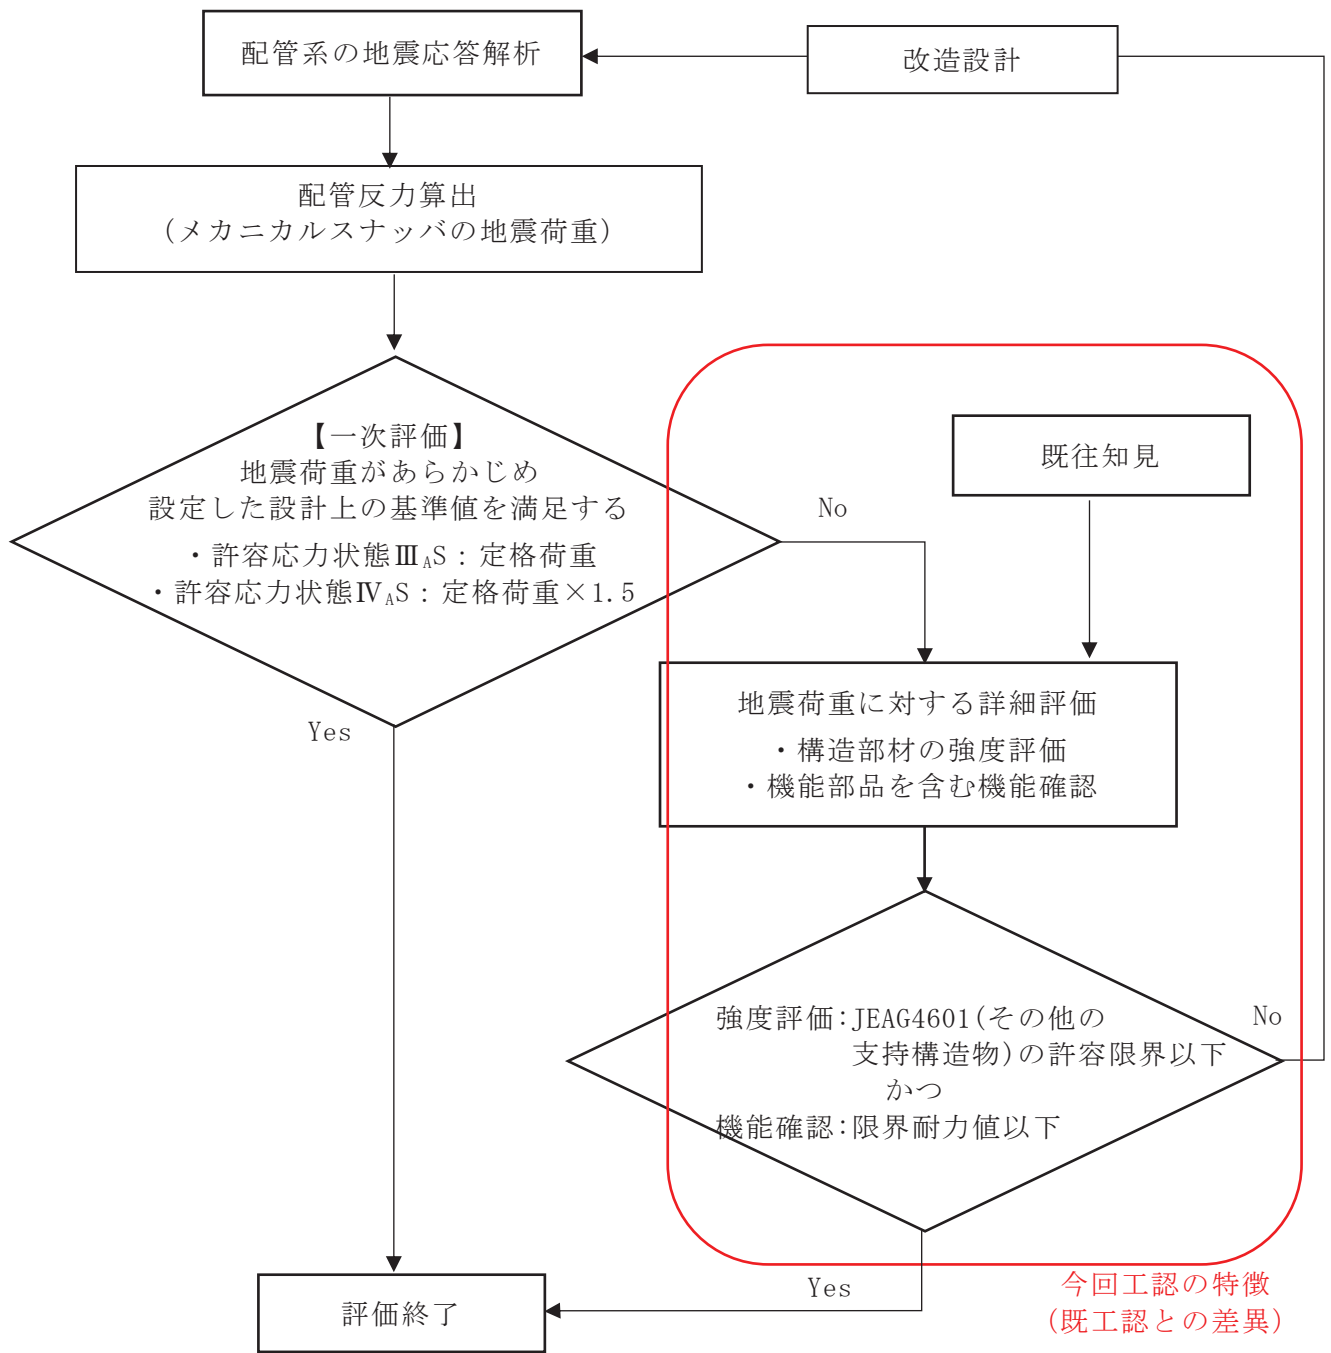 配管系の地震応答解析
改造設計
配管反力算出
(メカニカルスナッバの地震荷重)
【一次評価】
地震荷重があらかじめ
設定した設計上の基準値を満足する
・許容応力状態ⅢAS:定格荷重
・許容応力状態ⅣAS:定格荷重×1.5
No
既往知見
Yes
地震荷重に対する詳細評価
・構造部材の強度評価
・機能部品を含む機能確認
強度評価:JEAG4601(その他の
支持構造物)の許容限界以下
かつ
機能確認:限界耐力値以下
No
Yes
評価終了
今回工認の特徴
(既工認との差異)